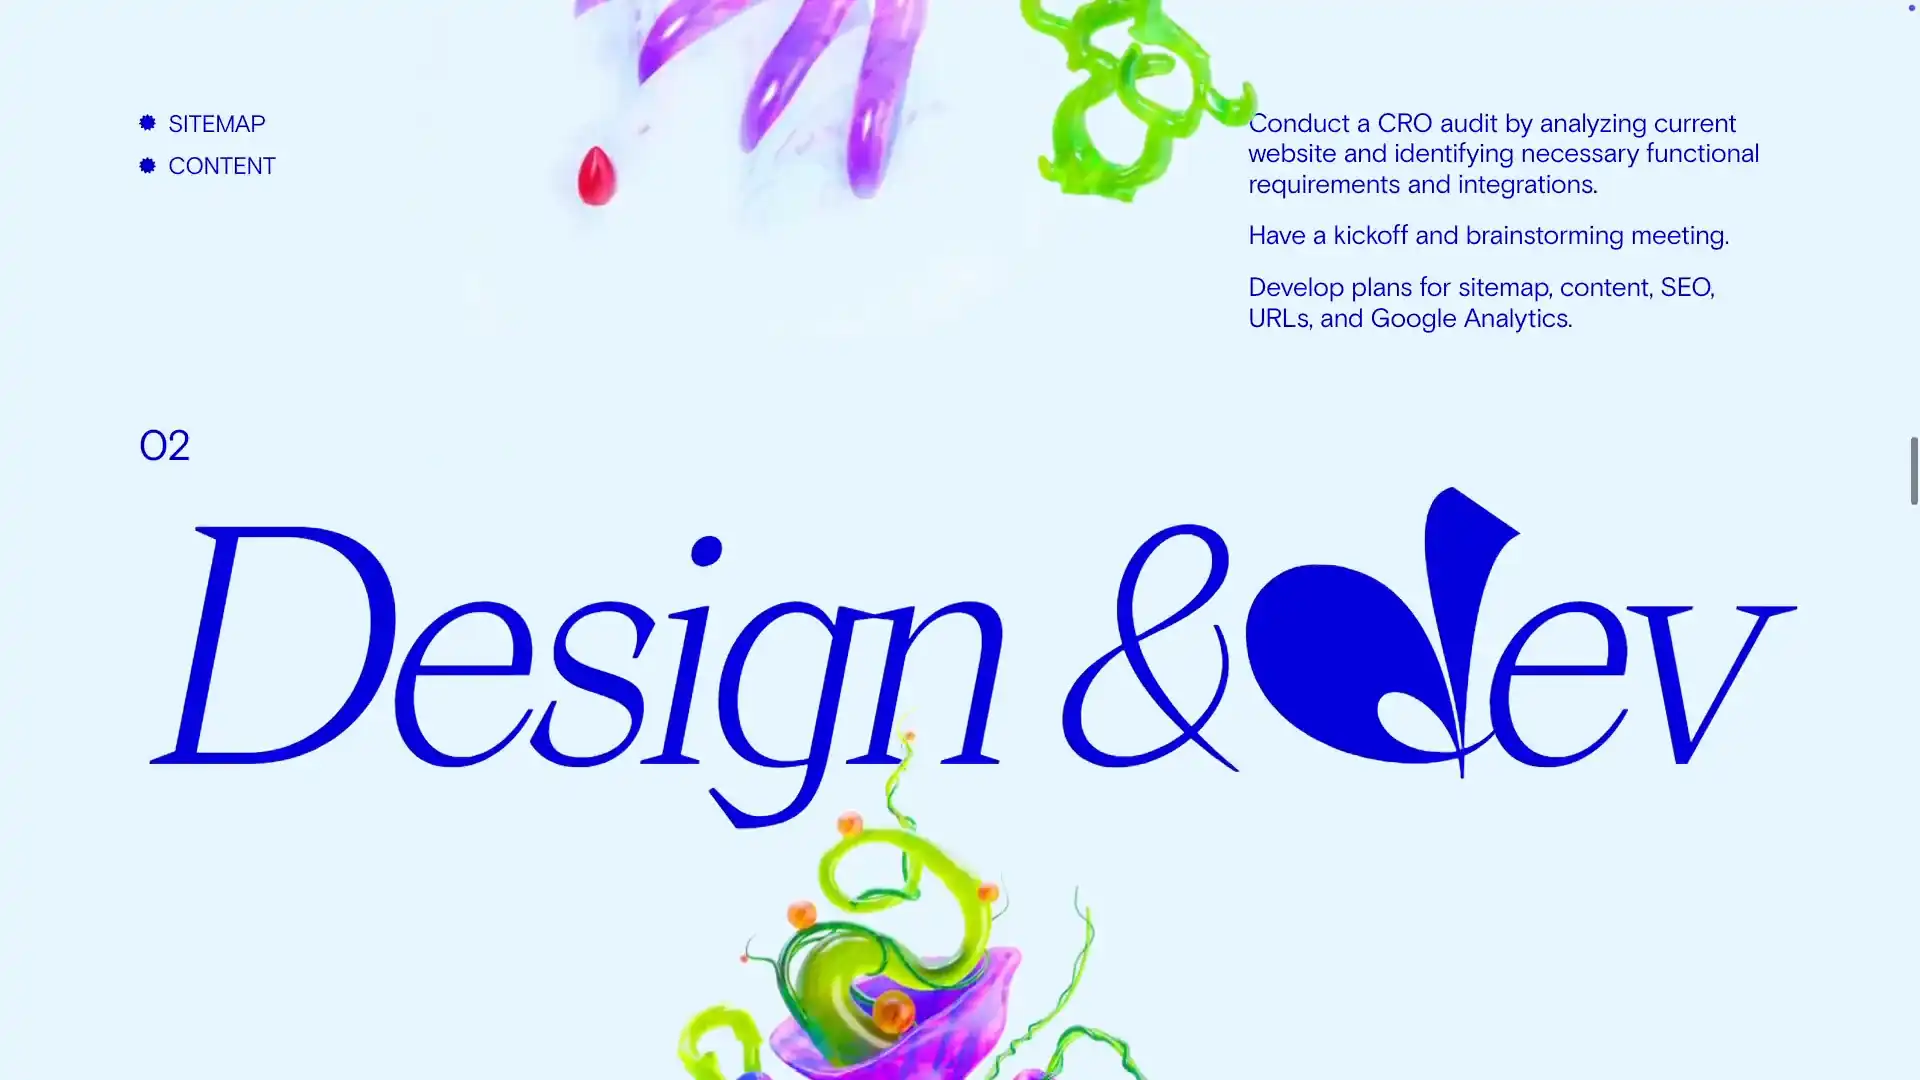 SITEMAP
CONTENT
Conduct a CRO audit by analyzing current
website and identifying necessary functional
requirements and integrations.
Have a kickoff and brainstorming meeting.
Develop plans for sitemap, content, SEO,
URLs, and Google Analytics.
02
Design & dev